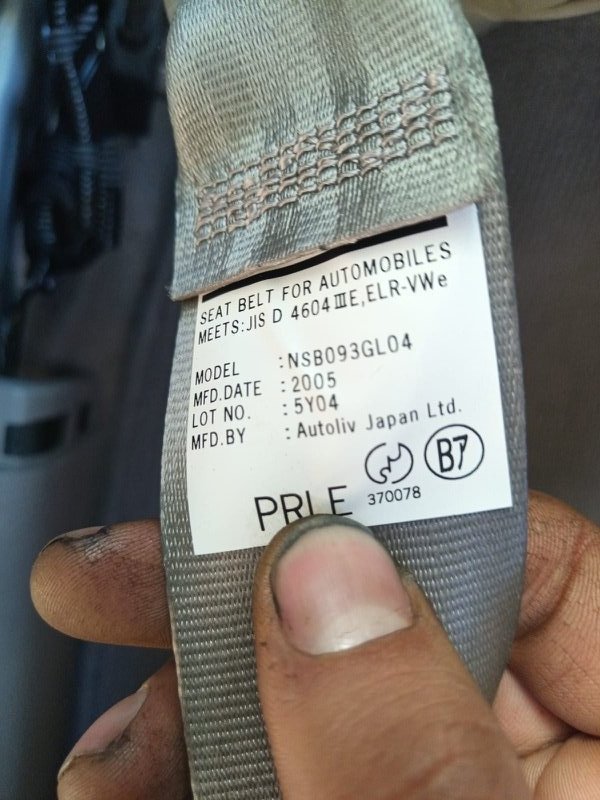 SEAT BELT FOR AUTOMOBILES
MEETS:JIS D 4604ⅢE,ELR-VWe
MODEL :NSB093GL04
MFD.DATE :2005
LOT NO. :5Y04
MFD.BY :Autoliv Japan Ltd.
B7
370078
PRLE